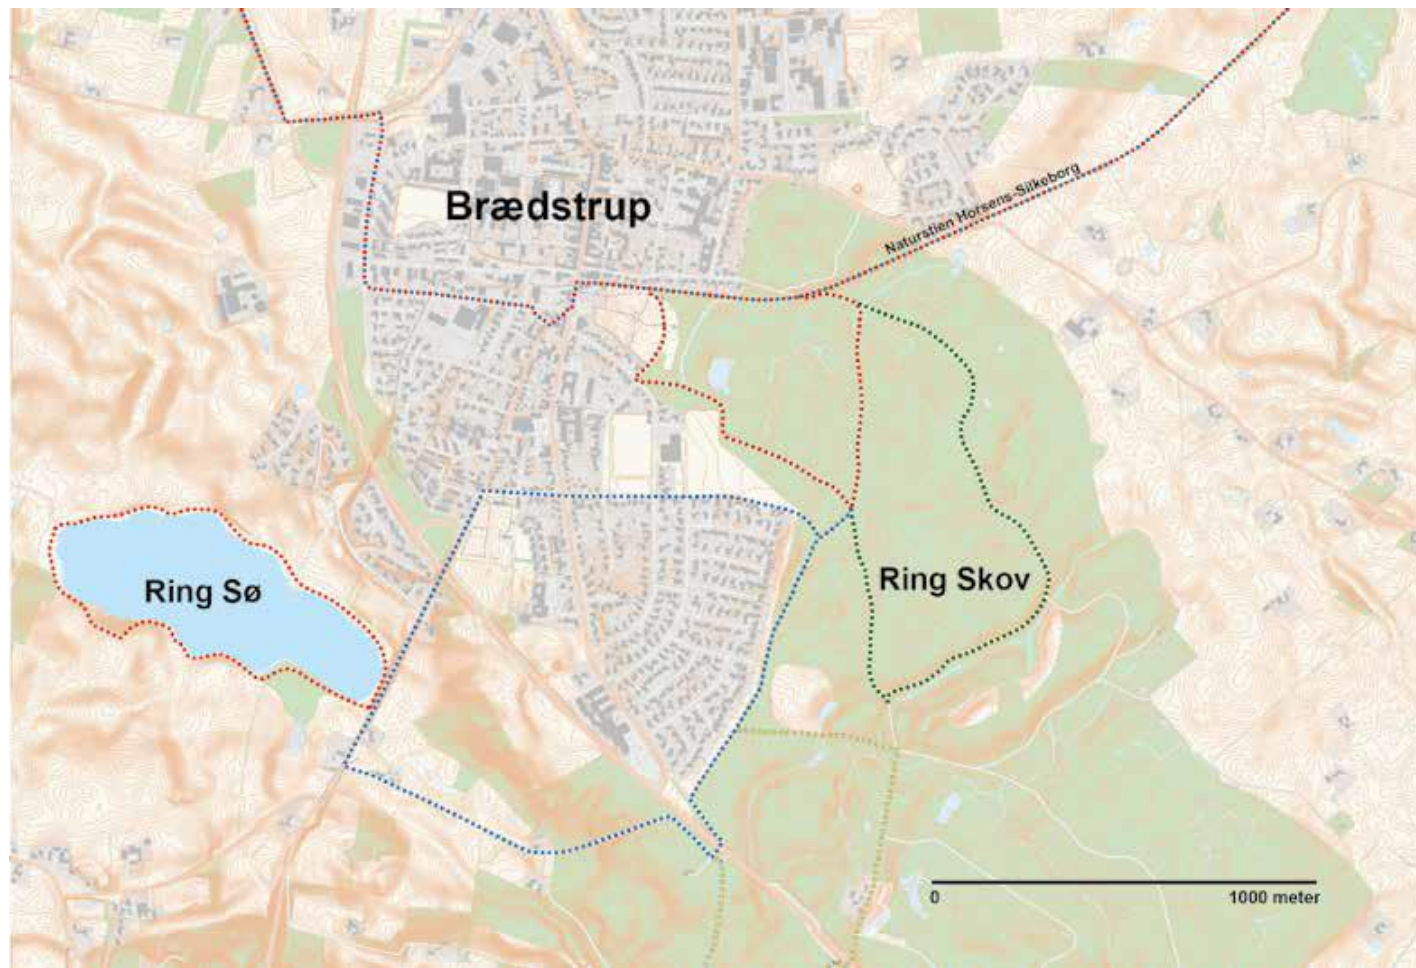 Brædstrup
Naturstien Horsens-Silkeborg
Ring Sø
Ring Skov
0
1000 meter